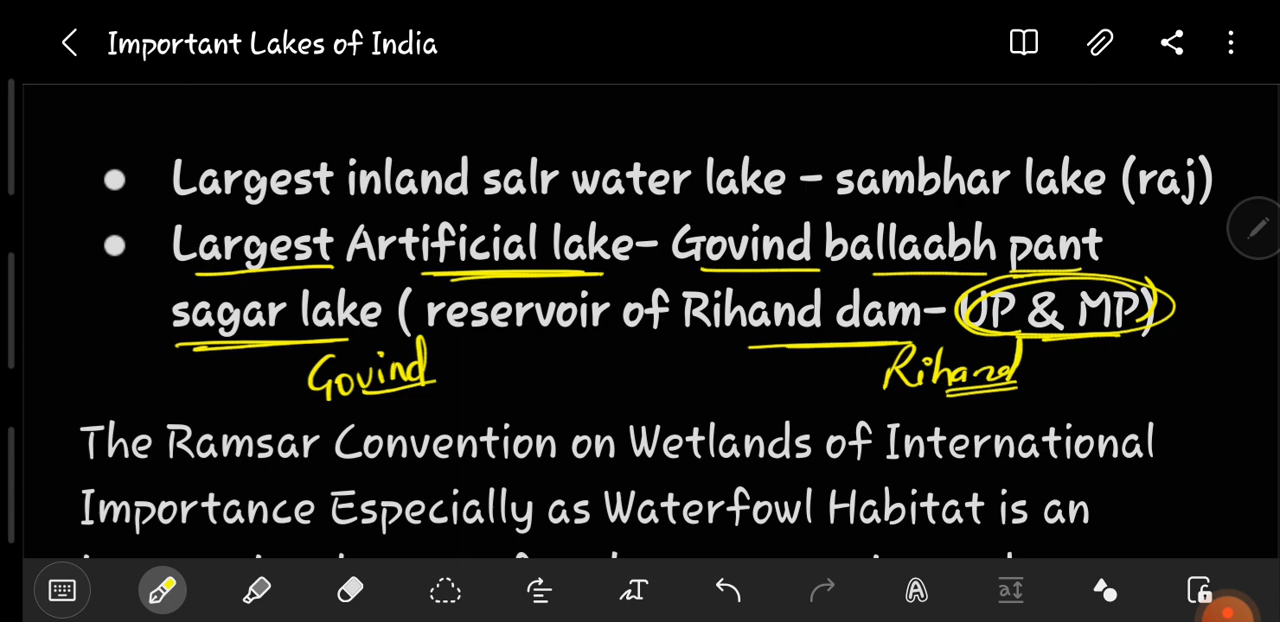 Important Lakes of India
Largest inland salr water lake – sambhar lake (raj)
Largest Artificial lake– Govind ballaabh pant
sagar lake ( reservoir of Rihand dam– UP & MP)
Govind Rihand
The Ramsar Convention on Wetlands of International
Importance Especially as Waterfowl Habitat is an